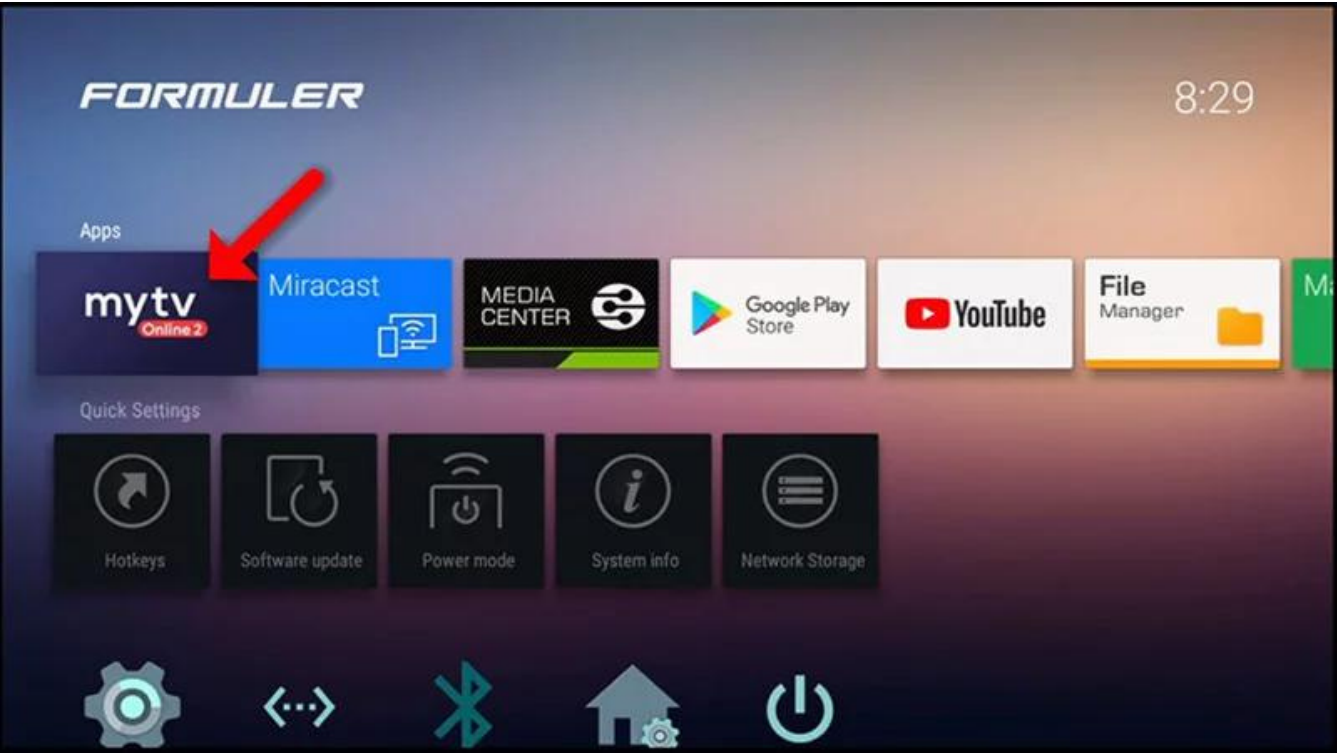 FORMULER
8:29
Apps
mytv
Online 2
Miracast
MEDIA
CENTER
Google Play
Store
YouTube
File
Manager
Quick Settings
Hotkeys
Software update
Power mode
System info
Network Storage